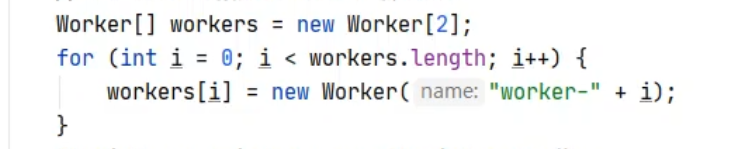 Worker[] workers = new Worker[2];
for (int i = 0; i < workers.length; i++) {
workers[i] = new Worker( name: "worker-" + i);
}